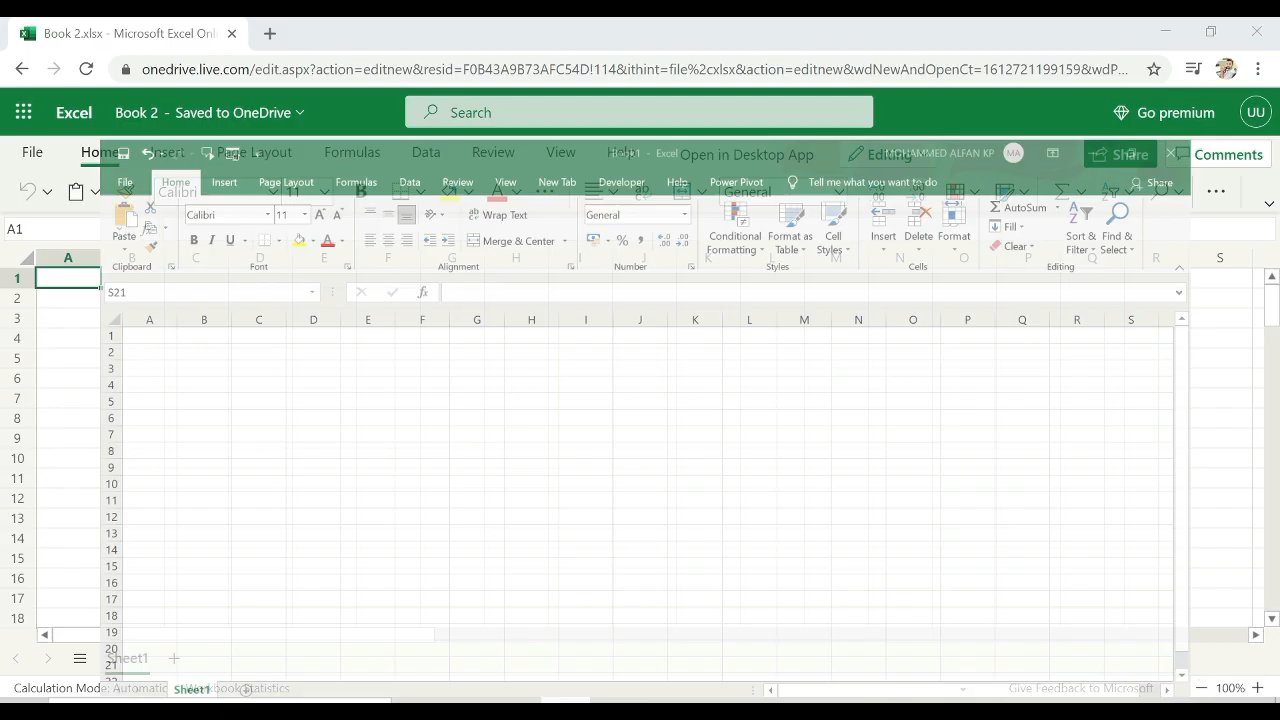 Book 2.xlsx - Microsoft Excel Onl
onedrive.live.com/edit.aspx?action=editnew&resid=F0B43A9B73AFC54D!114&ithint=file%2cxlsx&action=editnew&wdNewAndOpenCt=1612721199159&wdP...
Excel Book 2 - Saved to OneDrive Search Go premium UU
File Home Insert Page Layout Formulas Data Review View Help Open in Desktop App Editing Share Comments
Excel MOHAMMED ALFAN KP MA
File Home Insert Page Layout Formulas Data Review View New Tab Developer Help Power Pivot Tell me what you want to do Share
Calibri 11 General
Paste Calibri 11 Wrap Text General Conditional Formatting Format as Table Cell Styles Insert Delete Format AutoSum Sort & Filter Find & Select
A1
B I U Merge & Center Fill
Clear
Clipboard Font Alignment Number Styles Cells Editing
A B C D E F G H I J K L M N O P Q R S
S21 fx
A B C D E F G H I J K L M N O P Q R S
1
2
3
4
5
6
7
8
9
10
11
12
13
14
15
16
17
18
1
2
3
4
5
6
7
8
9
10
11
12
13
14
15
16
17
18
19
20
21
22
Sheet1
Calculation Mode: Automatic Workbook Statistics Sheet1 Give Feedback to Microsoft 100%